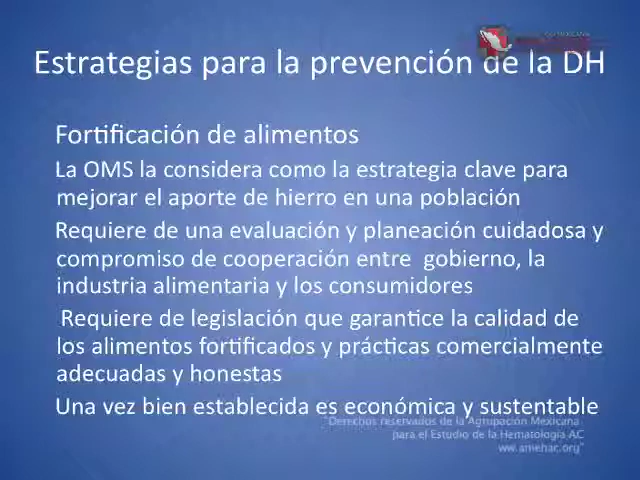 Estrategias para la prevención de la DH
Fortificación de alimentos
La OMS la considera como la estrategia clave para
mejorar el aporte de hierro en una población
Requiere de una evaluación y planeación cuidadosa y
compromiso de cooperación entre gobierno, la
industria alimentaria y los consumidores
Requiere de legislación que garantice la calidad de
los alimentos fortificados y prácticas comercialmente
adecuadas y honestas
Una vez bien establecida es económica y sustentable
"Derechos reservados de la Agrupación Mexicana
para el Estudio de la Hematología AC
ww.amehac.org"